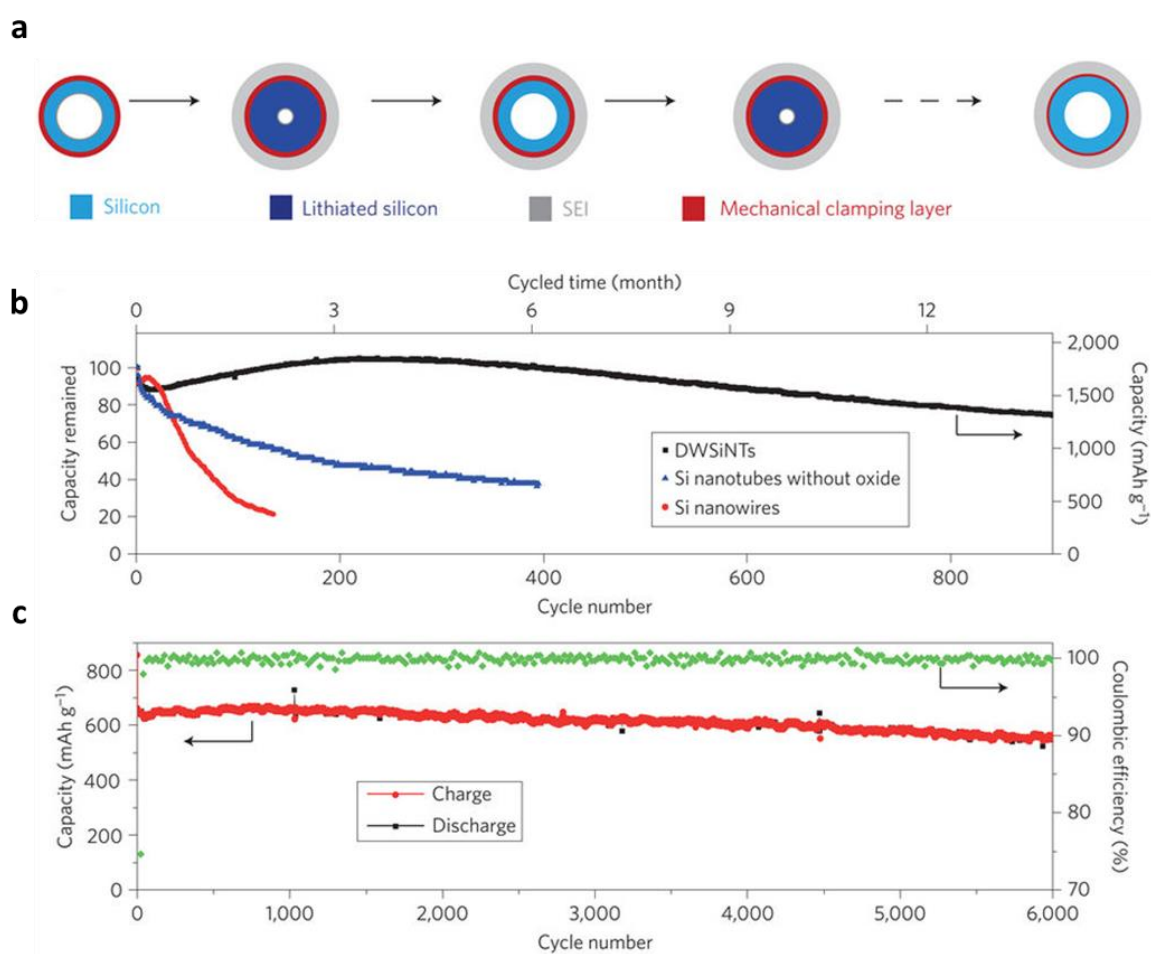 a
Silicon
Lithiated silicon
SEI
Mechanical clamping layer
b
Cycled time (month)
0 3 6 9 12
Capacity remained
100
80
60
40
20
0
2,000
1,500
1,000
500
0
Capacity (mAh g⁻¹)
DWSiNTs
Si nanotubes without oxide
Si nanowires
0 200 400 600 800
Cycle number
c
Capacity (mAh g⁻¹)
800
600
400
200
0
100
90
80
70
Coulombic efficiency (%)
Charge
Discharge
0 1,000 2,000 3,000 4,000 5,000 6,000
Cycle number